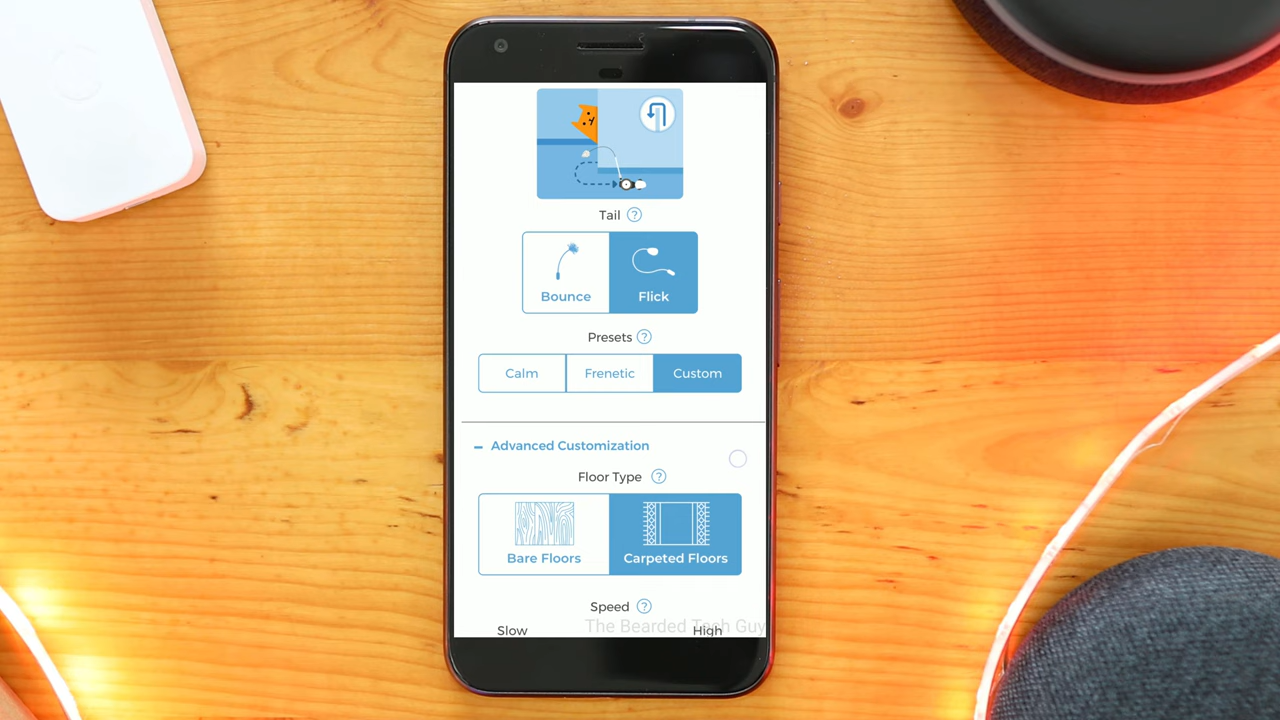 Tail ?
Bounce
Flick
Presets ?
Calm
Frenetic
Custom
− Advanced Customization
Floor Type ?
Bare Floors
Carpeted Floors
Speed ?
Slow
High
The Bearded Tech Guy